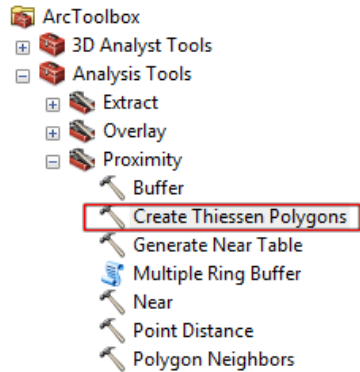 ArcToolbox
3D Analyst Tools
Analysis Tools
Extract
Overlay
Proximity
Buffer
Create Thiessen Polygons
Generate Near Table
Multiple Ring Buffer
Near
Point Distance
Polygon Neighbors